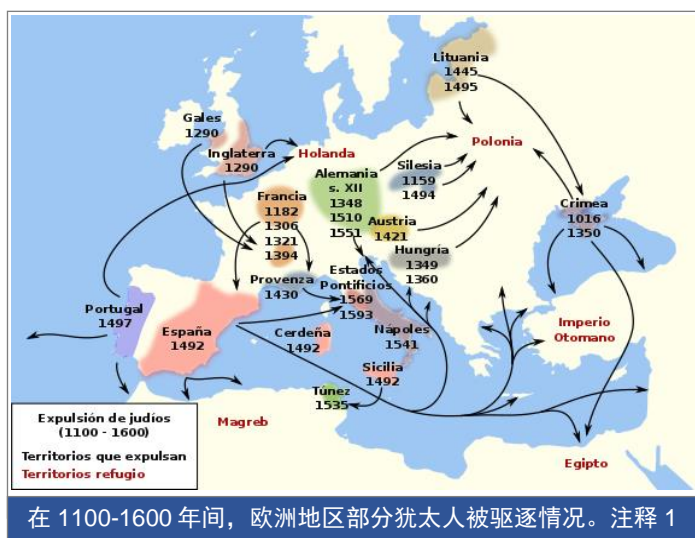 Lituania
1445
1495
Gales
1290
Inglaterra
1290
Holanda
Polonia
Alemania
s. XII
1348
1510
1551
Silesia
1159
1494
Francia
1182
1306
1321
1394
Austria
1421
Crimea
1016
1350
Hungría
1349
1360
Provenza
1430
Estados
Pontificios
1569
1593
Portugal
1497
España
1492
Cerdeña
1492
Nápoles
1541
Imperio
Otomano
Sicilia
1492
Túnez
1535
Magreb
Egipto
Expulsión de judíos
(1100 - 1600)
Territorios que expulsan
Territorios refugio
在 1100-1600 年间，欧洲地区部分犹太人被驱逐情况。注释 1